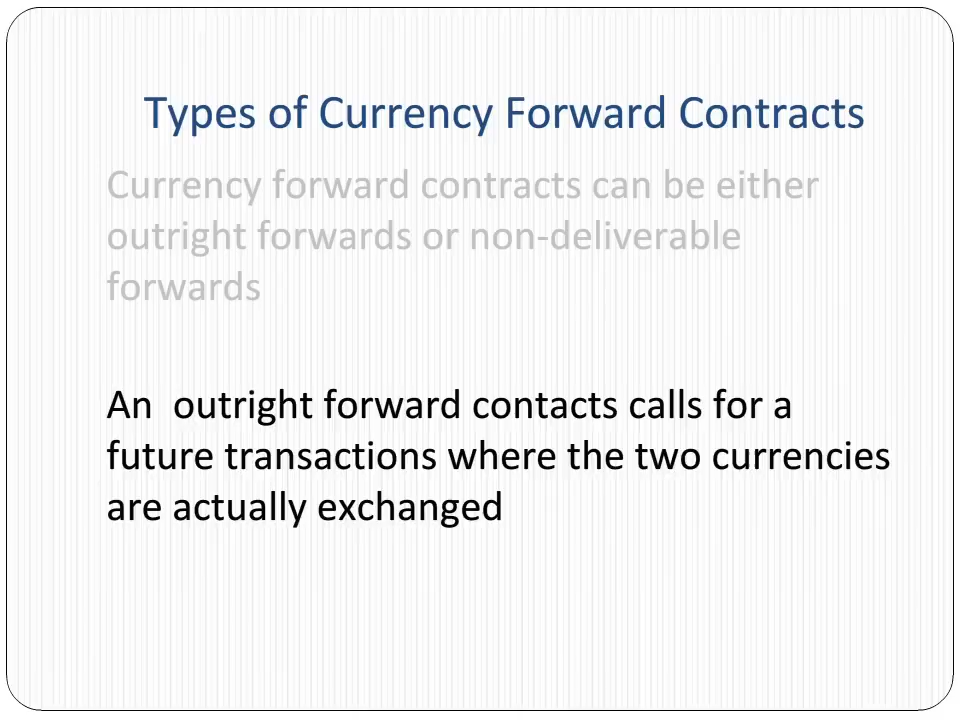 Types of Currency Forward Contracts
Currency forward contracts can be either
outright forwards or non-deliverable
forwards
An  outright forward contacts calls for a
future transactions where the two currencies
are actually exchanged